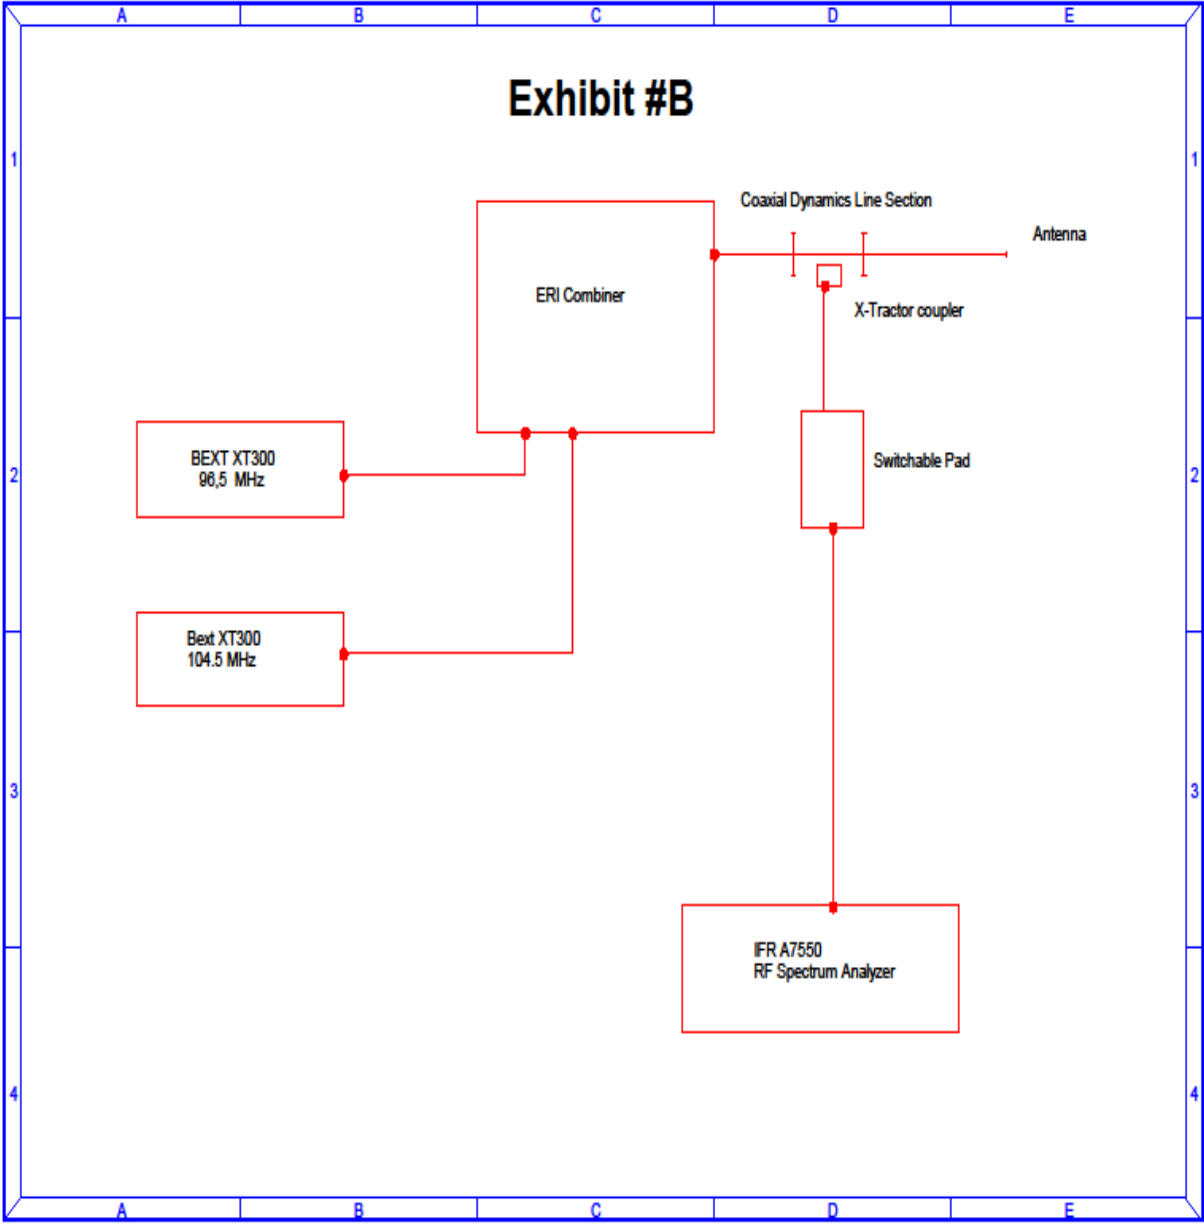 A B C D E
Exhibit #B
1 1
Coaxial Dynamics Line Section
Antenna
ERI Combiner
X-Tractor coupler
BEXT XT300
96,5 MHz
Switchable Pad
2 2
Bext XT300
104.5 MHz
3 3
IFR A7550
RF Spectrum Analyzer
4 4
A B C D E